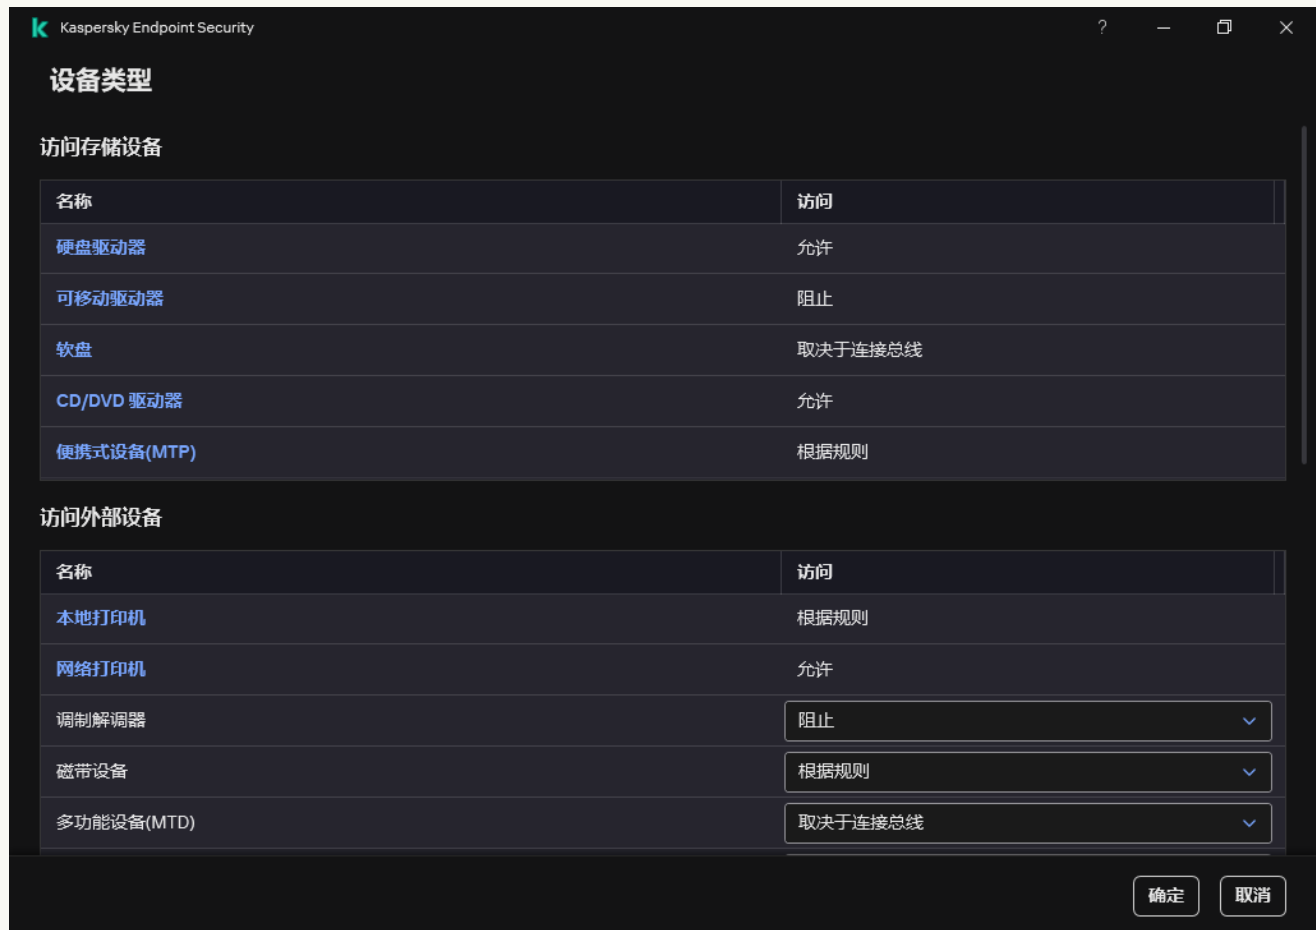 Kaspersky Endpoint Security
设备类型
访问存储设备
名称 访问
硬盘驱动器 允许
可移动驱动器 阻止
软盘 取决于连接总线
CD/DVD 驱动器 允许
便携式设备(MTP) 根据规则
访问外部设备
名称 访问
本地打印机 根据规则
网络打印机 允许
调制解调器 阻止
磁带设备 根据规则
多功能设备(MTD) 取决于连接总线
确定 取消